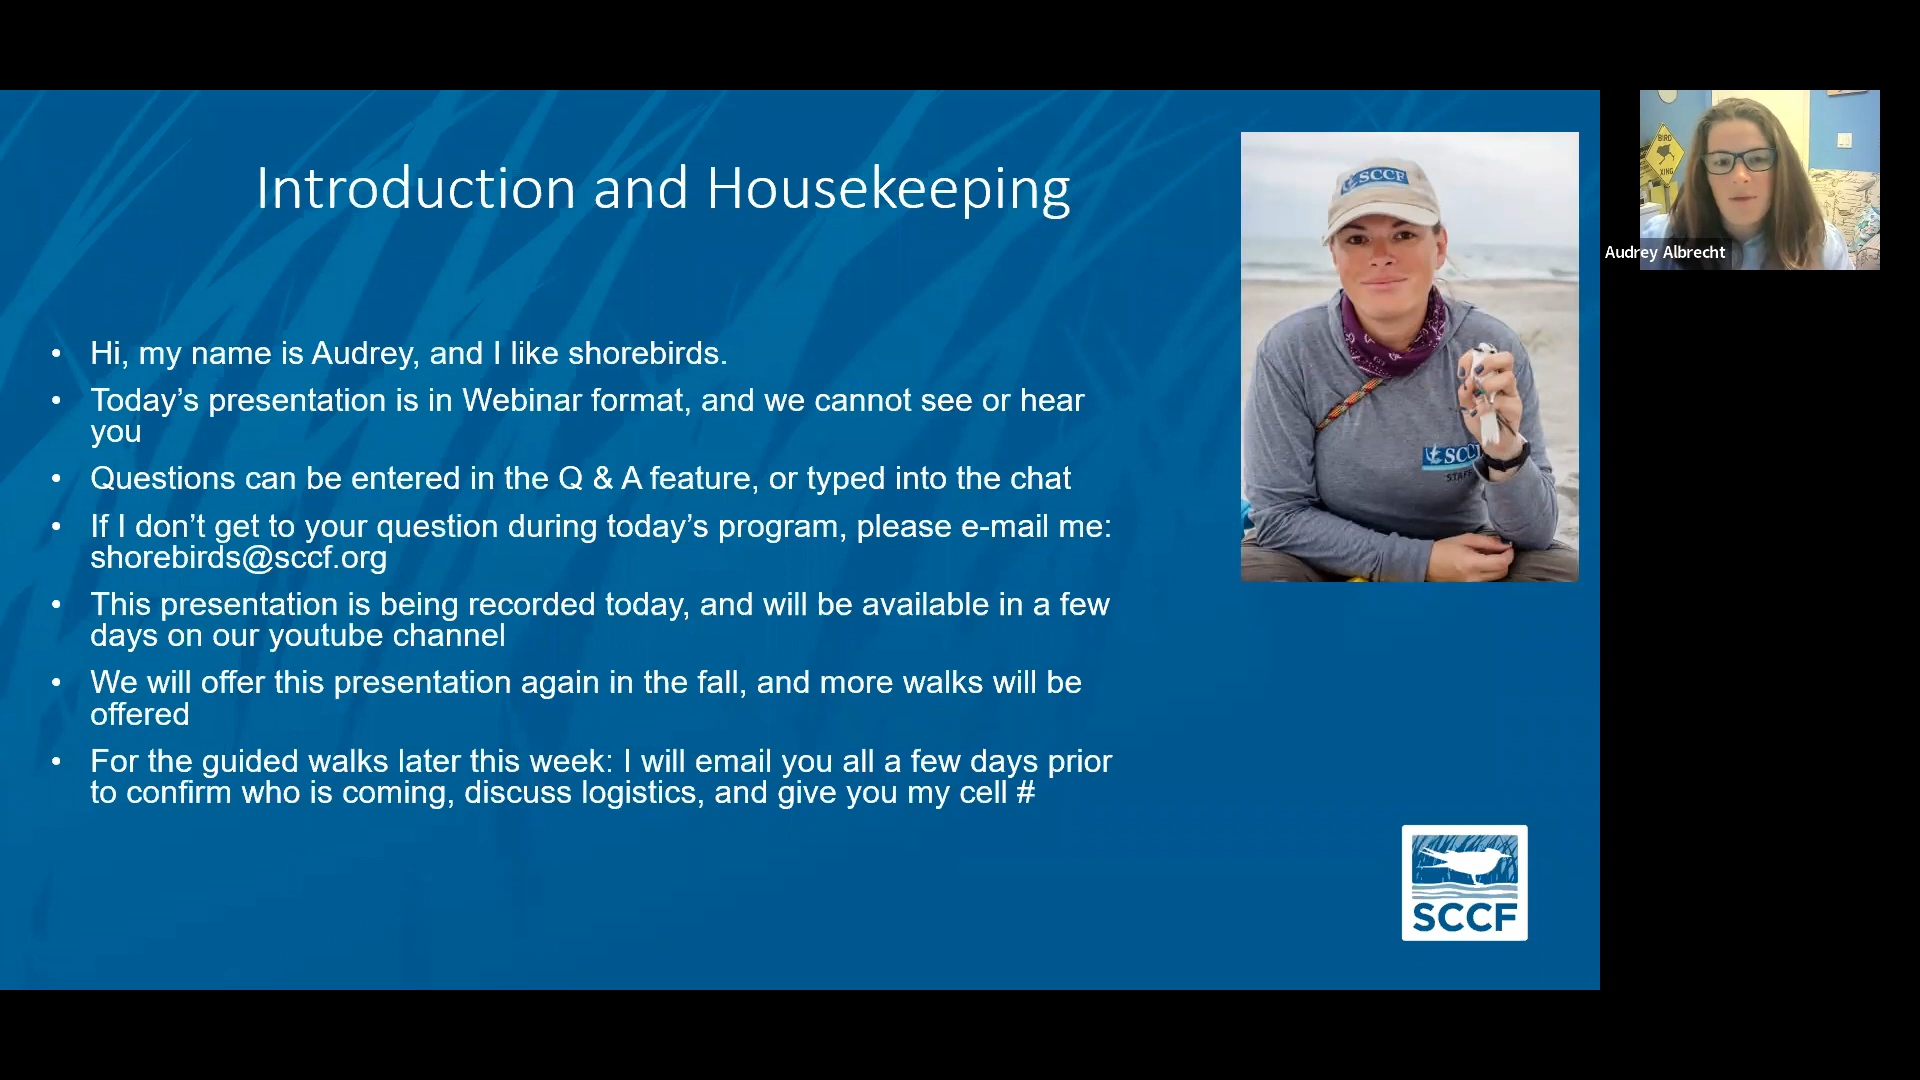 Introduction and Housekeeping
• Hi, my name is Audrey, and I like shorebirds.
• Today’s presentation is in Webinar format, and we cannot see or hear
you
• Questions can be entered in the Q & A feature, or typed into the chat
• If I don’t get to your question during today’s program, please e-mail me:
shorebirds@sccf.org
• This presentation is being recorded today, and will be available in a few
days on our youtube channel
• We will offer this presentation again in the fall, and more walks will be
offered
• For the guided walks later this week: I will email you all a few days prior
to confirm who is coming, discuss logistics, and give you my cell #
SCCF
SCCF
STAFF
SCCF
BIRD
XING
Audrey Albrecht